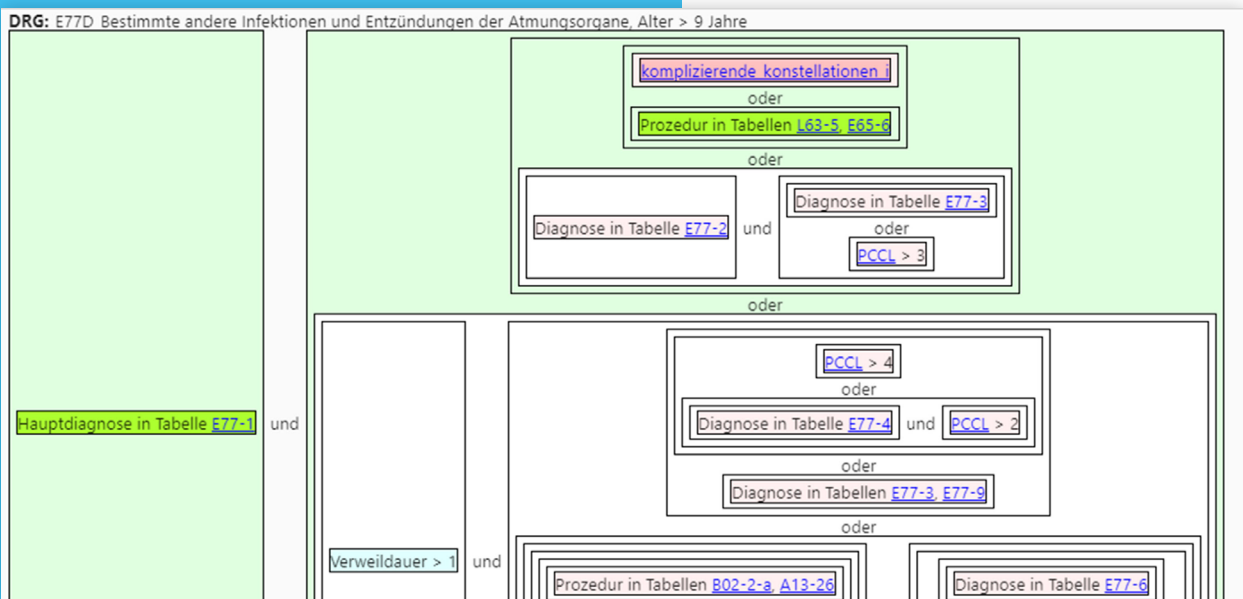 DRG: E77D Bestimmte andere Infektionen und Entzündungen der Atmungsorgane, Alter > 9 Jahre
komplizierende konstellationen i
oder
Prozedur in Tabellen L63-5, E65-6
oder
Diagnose in Tabelle E77-2 und Diagnose in Tabelle E77-3
oder
PCCL > 3
oder
PCCL > 4
oder
Hauptdiagnose in Tabelle E77-1 und
Diagnose in Tabelle E77-4 und PCCL > 2
oder
Diagnose in Tabellen E77-3, E77-9
oder
Verweildauer > 1 und
Prozedur in Tabellen B02-2-a, A13-26
Diagnose in Tabelle E77-6